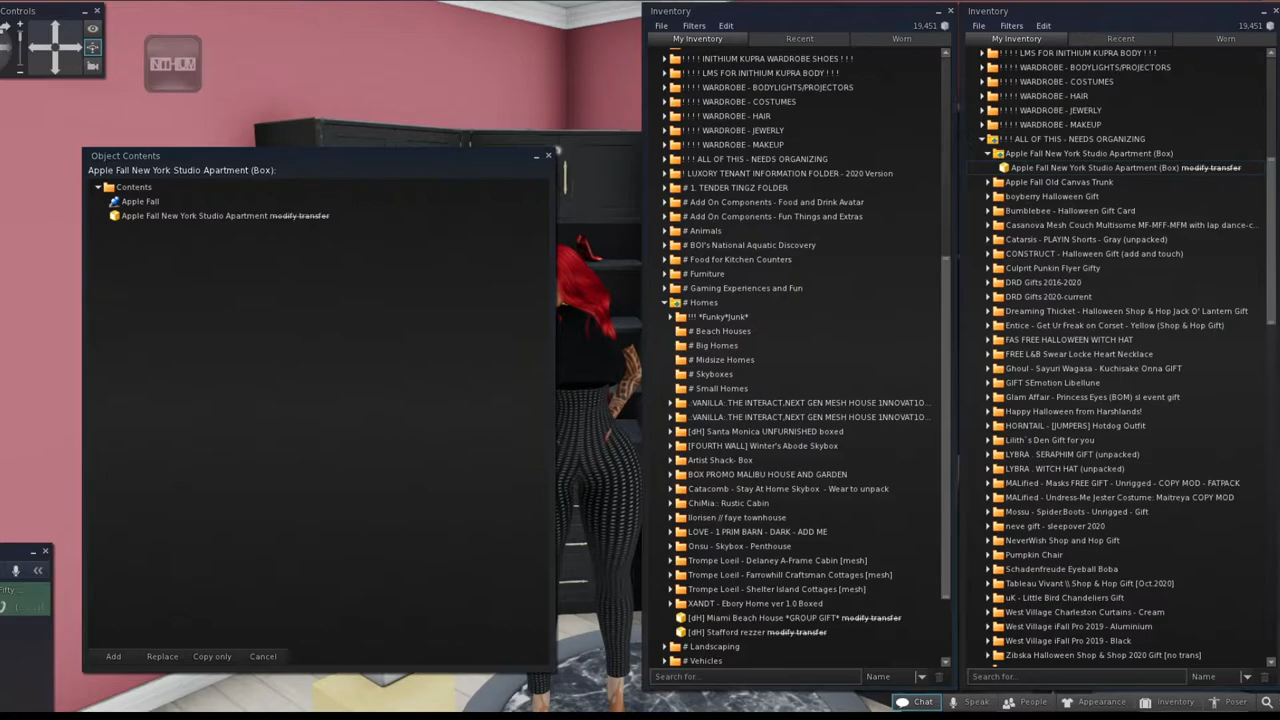 Controls
Object Contents
Apple Fall New York Studio Apartment (Box):
Contents
Apple Fall
Apple Fall New York Studio Apartment modify transfer
Add Replace Copy only Cancel
Inventory
File Filters Edit 19,451
My Inventory Recent Worn
! INITHIUM KUPRA WARDROBE SHOES ! ! !
! ! ! ! LMS FOR INITHIUM KUPRA BODY ! ! !
! ! ! ! WARDROBE - BODYLIGHTS/PROJECTORS
! ! ! ! WARDROBE - COSTUMES
! ! ! ! WARDROBE - HAIR
! ! ! ! WARDROBE - JEWERLY
! ! ! ! WARDROBE - MAKEUP
! ! ! ALL OF THIS - NEEDS ORGANIZING
! LUXORY TENANT INFORMATION FOLDER - 2020 Version
# 1. TENDER TINGZ FOLDER
# Add On Components - Food and Drink Avatar
# Add On Components - Fun Things and Extras
# Animals
# BOI's National Aquatic Discovery
# Food for Kitchen Counters
# Furniture
# Gaming Experiences and Fun
# Homes
!!! *Funky*Junk*
# Beach Houses
# Big Homes
# Midsize Homes
# Skyboxes
# Small Homes
.:VANILLA:.THE INTERACT.NEXT GEN MESH HOUSE 1NNOVAT1O...
.:VANILLA:.THE INTERACT.NEXT GEN MESH HOUSE 1NNOVAT1O...
[dH] Santa Monica UNFURNISHED boxed
[FOURTH WALL] Winter's Abode Skybox
Artist Shack- Box
BOX PROMO MALIBU HOUSE AND GARDEN
Catacomb - Stay At Home Skybox - Wear to unpack
ChiMia:: Rustic Cabin
llorisen // faye townhouse
LOVE - 1 PRIM BARN - DARK - ADD ME
Onsu - Skybox - Penthouse
Trompe Loeil - Delaney A-Frame Cabin [mesh]
Trompe Loeil - Farrowhill Craftsman Cottages [mesh]
Trompe Loeil - Shelter Island Cottages [mesh]
XANDT - Ebory Home ver 1.0 Boxed
[dH] Miami Beach House *GROUP GIFT* modify transfer
[dH] Stafford rezzer modify transfer
# Landscaping
# Vehicles
Search for... Name
Inventory
File Filters Edit 19,451
My Inventory Recent Worn
! ! ! ! LMS FOR INITHIUM KUPRA BODY ! ! !
! ! ! ! WARDROBE - BODYLIGHTS/PROJECTORS
! ! ! ! WARDROBE - COSTUMES
! ! ! ! WARDROBE - HAIR
! ! ! ! WARDROBE - JEWERLY
! ! ! ! WARDROBE - MAKEUP
! ! ! ALL OF THIS - NEEDS ORGANIZING
Apple Fall New York Studio Apartment (Box)
Apple Fall New York Studio Apartment (Box) modify transfer
Apple Fall Old Canvas Trunk
boyberry Halloween Gift
Bumblebee - Halloween Gift Card
Casanova Mesh Couch Multisome MF-MFF-MFM with lap dance-c...
Catarsis - PLAYIN Shorts - Gray (unpacked)
CONSTRUCT - Halloween Gift (add and touch)
Culprit Punkin Flyer Gifty
DRD Gifts 2016-2020
DRD Gifts 2020-current
Dreaming Thicket - Halloween Shop & Hop Jack O' Lantern Gift
Entice - Get Ur Freak on Corset - Yellow (Shop & Hop Gift)
FAS FREE HALLOWEEN WITCH HAT
FREE L&B Swear Locke Heart Necklace
Ghoul - Sayuri Wagasa - Kuchisake Onna GIFT
GIFT SEmotion Libellune
Glam Affair - Princess Eyes (BOM) sl event gift
Happy Halloween from Harshlands!
HORNTAIL - [JUMPERS] Hotdog Outfit
Lilith`s Den Gift for you
LYBRA . SERAPHIM GIFT (unpacked)
LYBRA . WITCH HAT (unpacked)
MALified - Masks FREE GIFT - Unrigged - COPY MOD - FATPACK
MALified - Undress-Me Jester Costume: Maitreya COPY MOD
Mossu - Spider.Boots - Unrigged - Gift
neve gift - sleepover 2020
NeverWish Shop and Hop Gift
Pumpkin Chair
Schadenfreude Eyeball Boba
Tableau Vivant \\ Shop & Hop Gift [Oct.2020]
uK - Little Bird Chandeliers Gift
West Village Charleston Curtains - Cream
West Village iFall Pro 2019 - Aluminium
West Village iFall Pro 2019 - Black
Zibska Halloween Shop & Shop 2020 Gift [no trans]
Search for... Name
Chat Speak People Appearance Inventory Poser